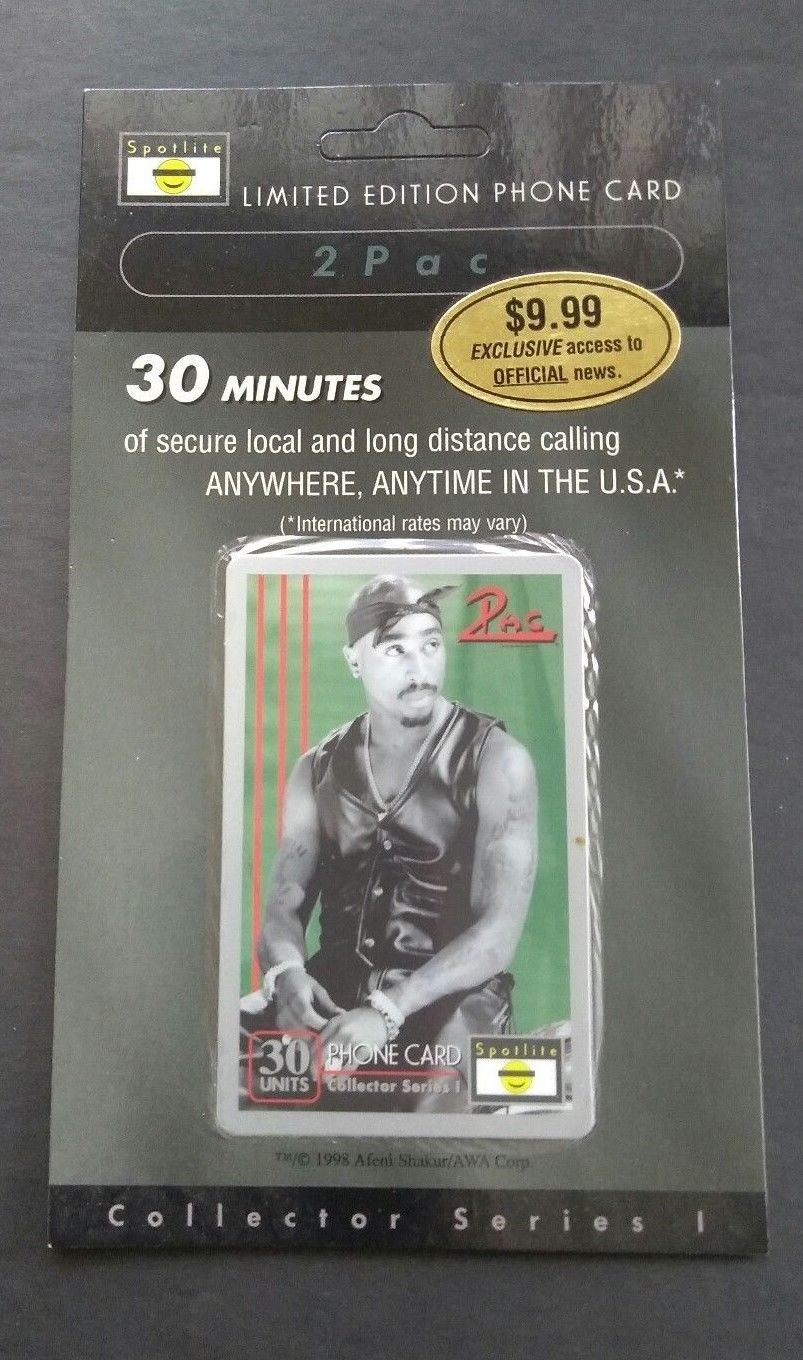 Spotlite
LIMITED EDITION PHONE CARD
2Pac
$9.99
EXCLUSIVE access to
OFFICIAL news.
30 MINUTES
of secure local and long distance calling
ANYWHERE, ANYTIME IN THE U.S.A.*
(*International rates may vary)
2PAC
30
UNITS
PHONE CARD
Collector Series I
Spotlite
™/© 1998 Afeni Shakur/AWA Corp.
Collector Series I